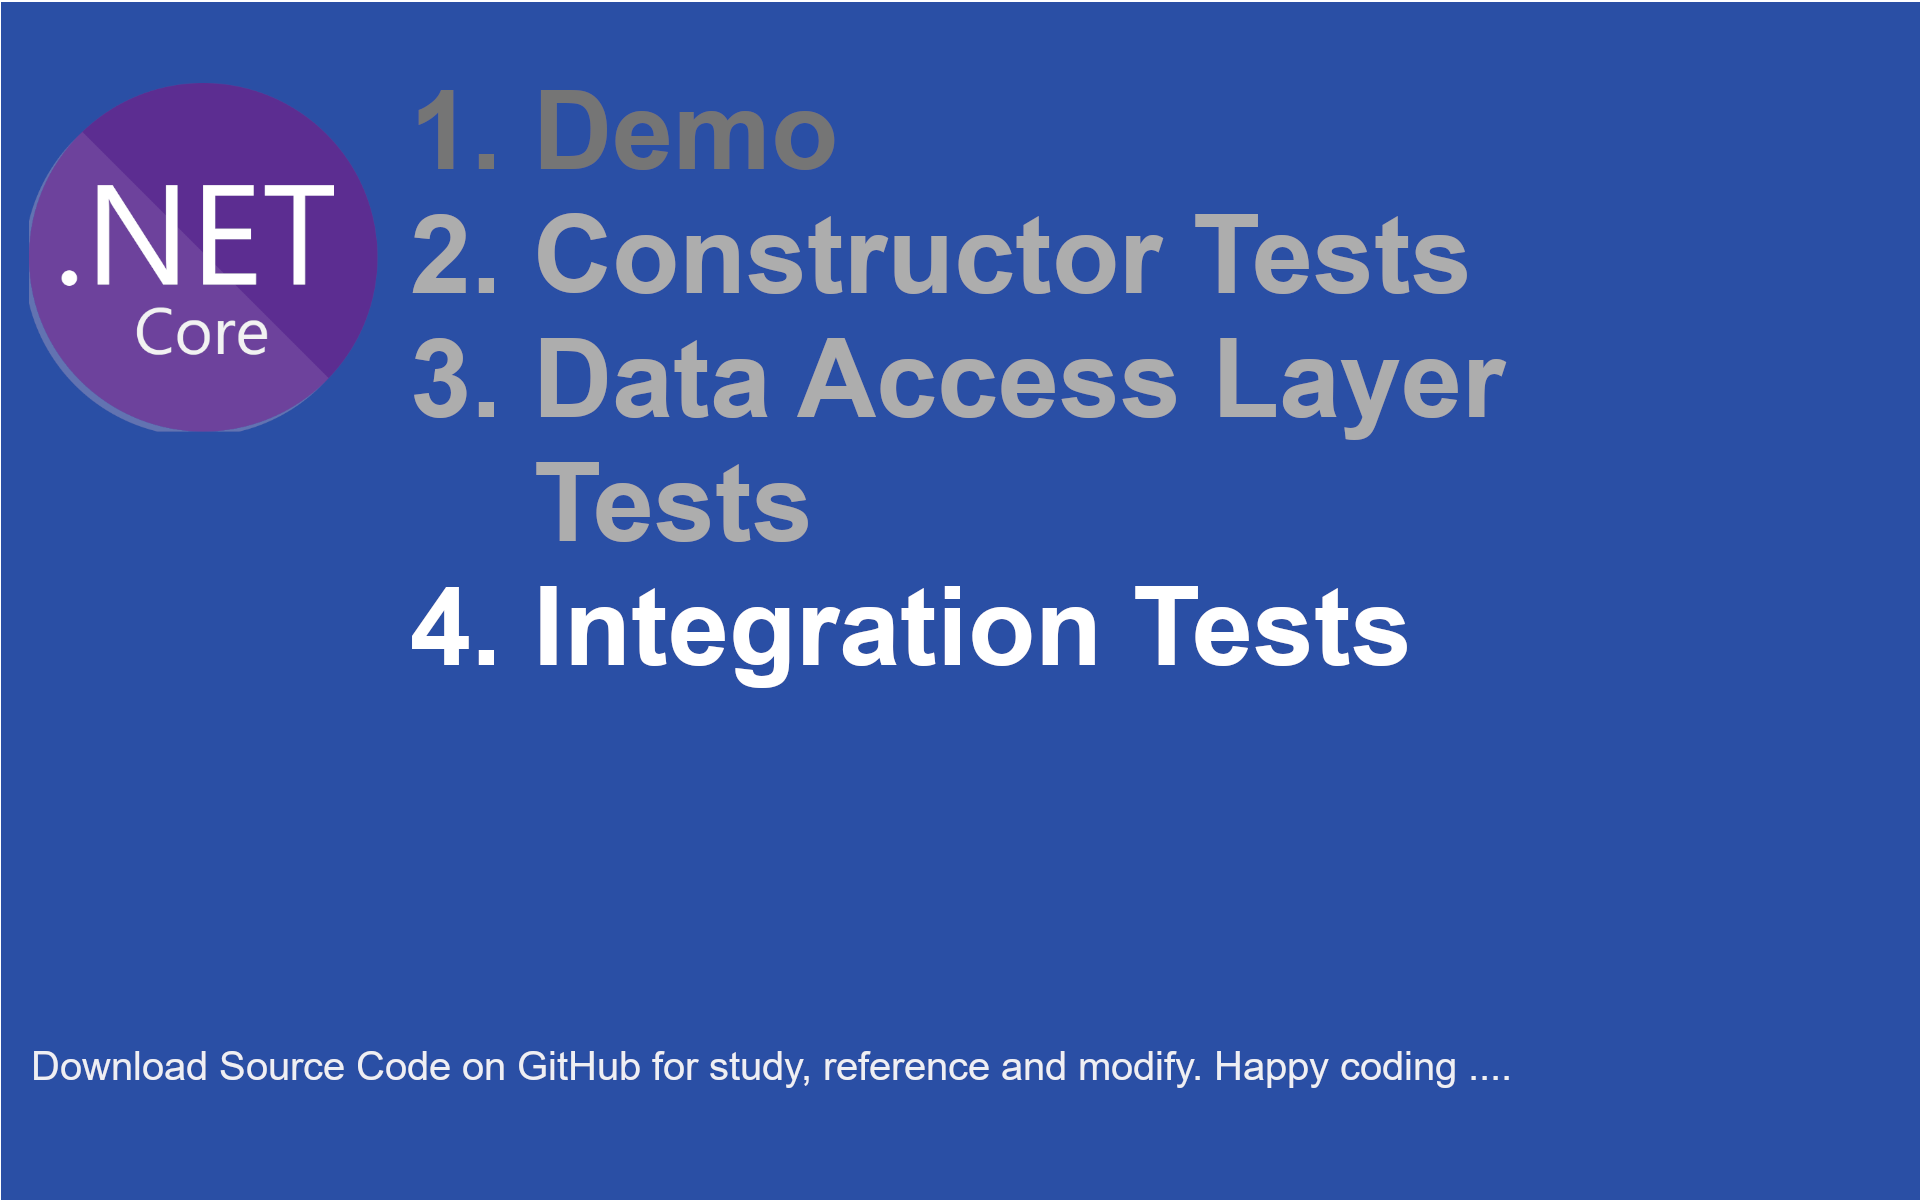 .NET
Core
1. Demo
2. Constructor Tests
3. Data Access Layer
Tests
4. Integration Tests
Download Source Code on GitHub for study, reference and modify. Happy coding ....